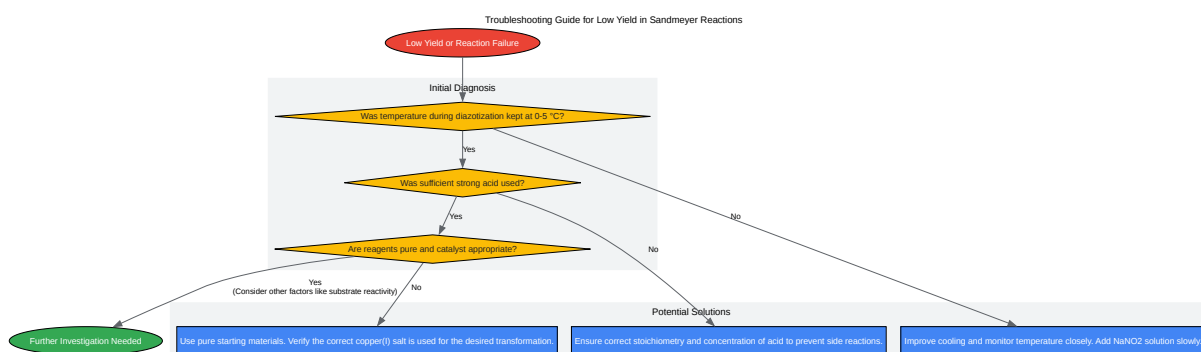 Troubleshooting Guide for Low Yield in Sandmeyer Reactions
Low Yield or Reaction Failure
Initial Diagnosis
Was temperature during diazotization kept at 0-5 °C?
Yes
Was sufficient strong acid used?
Yes
No
Are reagents pure and catalyst appropriate?
No
Yes
(Consider other factors like substrate reactivity)
No
Potential Solutions
Further Investigation Needed
Use pure starting materials. Verify the correct copper(I) salt is used for the desired transformation.
Ensure correct stoichiometry and concentration of acid to prevent side reactions.
Improve cooling and monitor temperature closely. Add NaNO2 solution slowly.